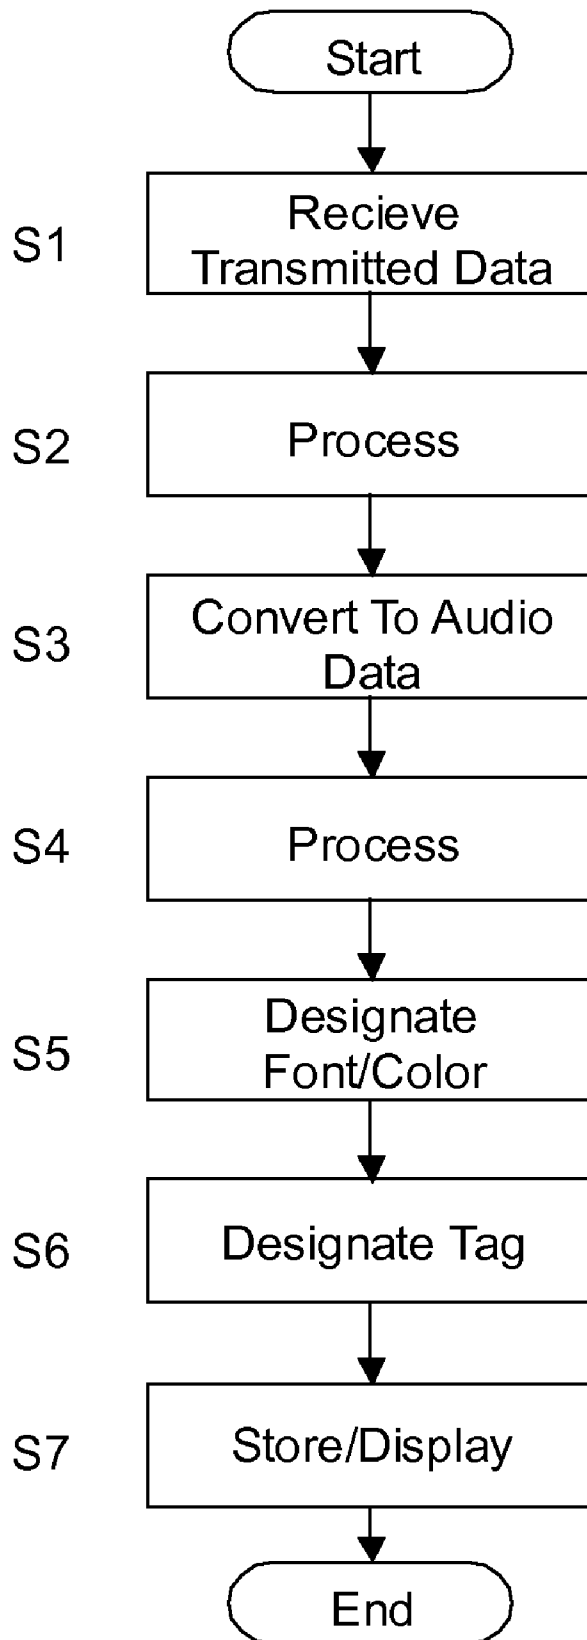 Start
S1
Recieve
Transmitted Data
S2
Process
S3
Convert To Audio
Data
S4
Process
S5
Designate
Font/Color
S6
Designate Tag
S7
Store/Display
End